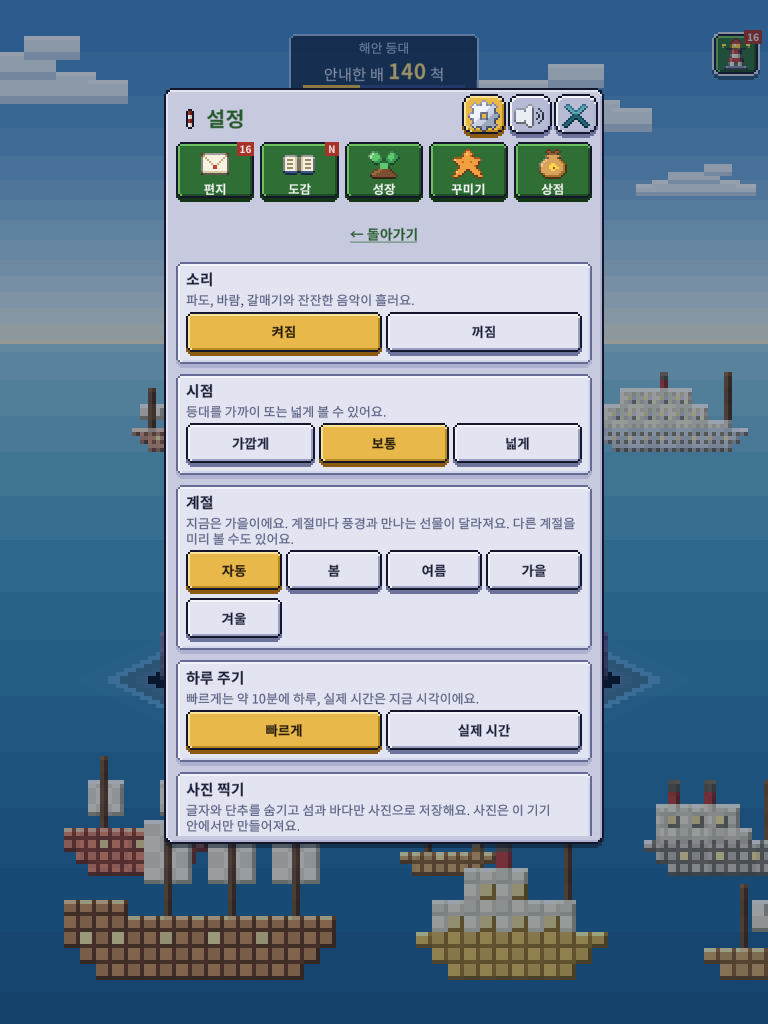 해안 등대
안내한 배 140 척
16
설정
16
N
편지
도감
성장
꾸미기
상점
← 돌아가기
소리
파도, 바람, 갈매기와 잔잔한 음악이 흘러요.
켜짐
꺼짐
시점
등대를 가까이 또는 넓게 볼 수 있어요.
가깝게
보통
넓게
계절
지금은 가을이에요. 계절마다 풍경과 만나는 선물이 달라져요. 다른 계절을
미리 볼 수도 있어요.
자동
봄
여름
가을
겨울
하루 주기
빠르게는 약 10분에 하루, 실제 시간은 지금 시각이에요.
빠르게
실제 시간
사진 찍기
글자와 단추를 숨기고 섬과 바다만 사진으로 저장해요. 사진은 이 기기
안에서만 만들어져요.